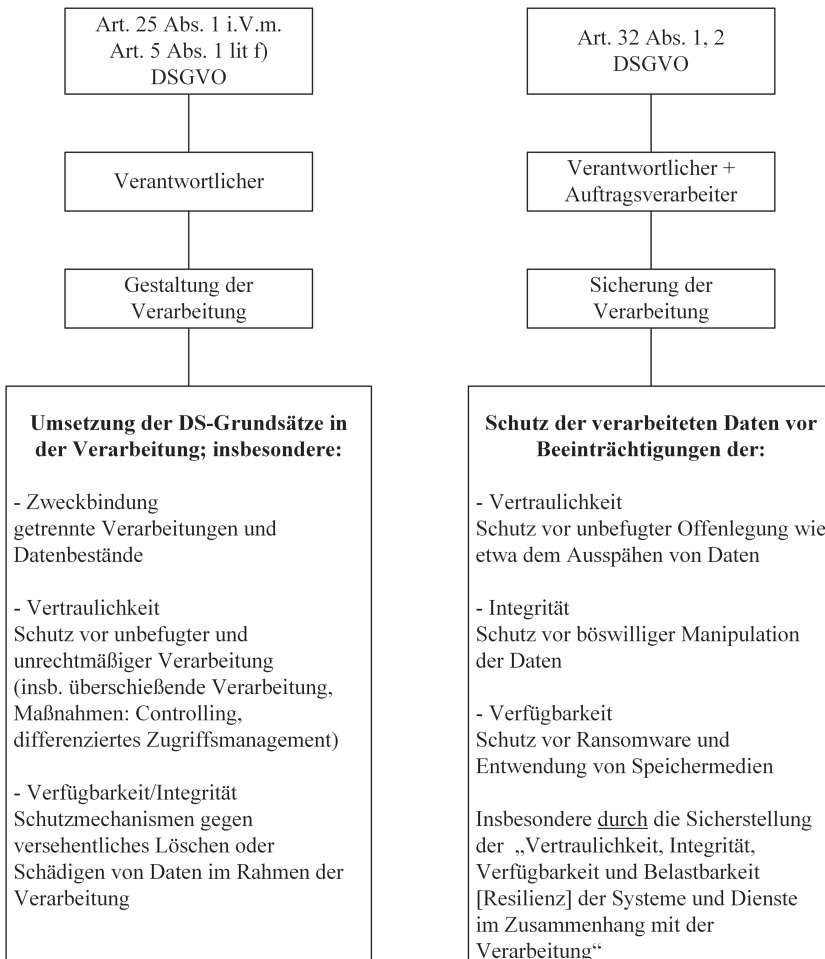 Art. 25 Abs. 1 i.V.m.
Art. 5 Abs. 1 lit f)
DSGVO
Verantwortlicher
Gestaltung der
Verarbeitung
Umsetzung der DS-Grundsätze in
der Verarbeitung; insbesondere:
- Zweckbindung
getrennte Verarbeitungen und
Datenbestände
- Vertraulichkeit
Schutz vor unbefugter und
unrechtmäßiger Verarbeitung
(insb. überschießende Verarbeitung,
Maßnahmen: Controlling,
differenziertes Zugriffsmanagement)
- Verfügbarkeit/Integrität
Schutzmechanismen gegen
versehentliches Löschen oder
Schädigen von Daten im Rahmen der
Verarbeitung
Art. 32 Abs. 1, 2
DSGVO
Verantwortlicher +
Auftragsverarbeiter
Sicherung der
Verarbeitung
Schutz der verarbeiteten Daten vor
Beeinträchtigungen der:
- Vertraulichkeit
Schutz vor unbefugter Offenlegung wie
etwa dem Ausspähen von Daten
- Integrität
Schutz vor böswilliger Manipulation
der Daten
- Verfügbarkeit
Schutz vor Ransomware und
Entwendung von Speichermedien
Insbesondere durch die Sicherstellung
der „Vertraulichkeit, Integrität,
Verfügbarkeit und Belastbarkeit
[Resilienz] der Systeme und Dienste
im Zusammenhang mit der
Verarbeitung“